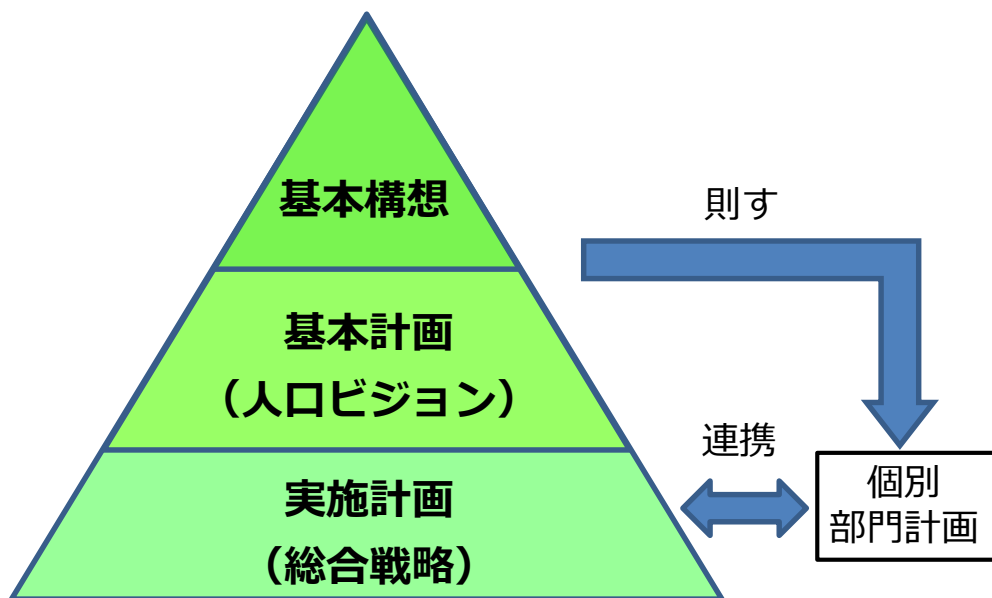 基本構想
則す
基本計画
（人口ビジョン）
連携
実施計画
（総合戦略）
個別
部門計画